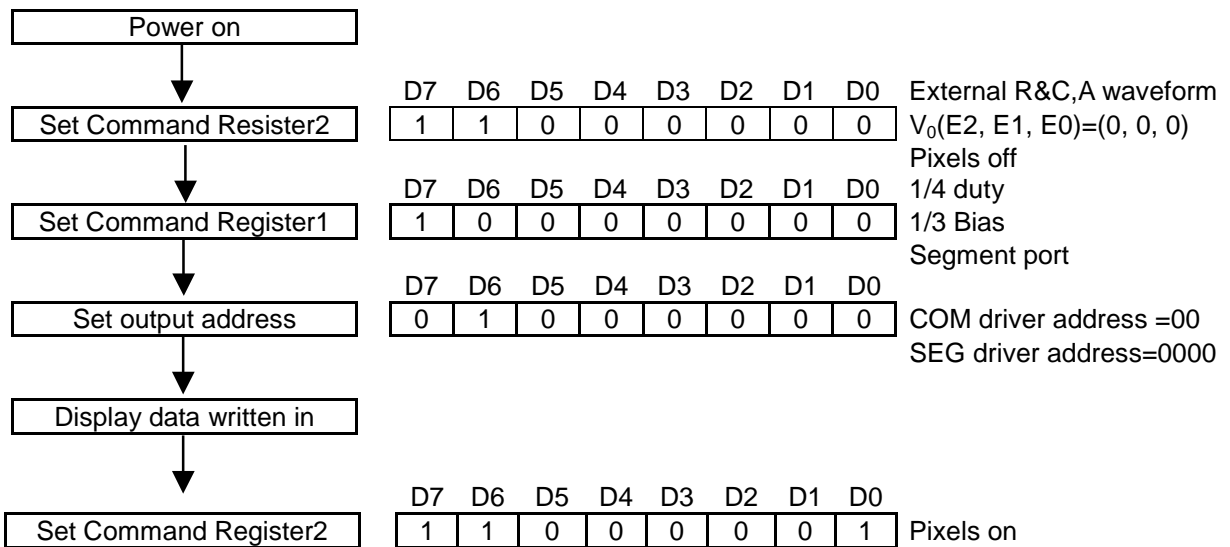 Power on
D7 D6 D5 D4 D3 D2 D1 D0 External R&C,A waveform
Set Command Resister2 1 1 0 0 0 0 0 0 V₀(E2, E1, E0)=(0, 0, 0)
Pixels off
D7 D6 D5 D4 D3 D2 D1 D0 1/4 duty
Set Command Register1 1 0 0 0 0 0 0 0 1/3 Bias
Segment port
D7 D6 D5 D4 D3 D2 D1 D0
Set output address 0 1 0 0 0 0 0 0 COM driver address =00
SEG driver address=0000
Display data written in
D7 D6 D5 D4 D3 D2 D1 D0
Set Command Register2 1 1 0 0 0 0 0 1 Pixels on